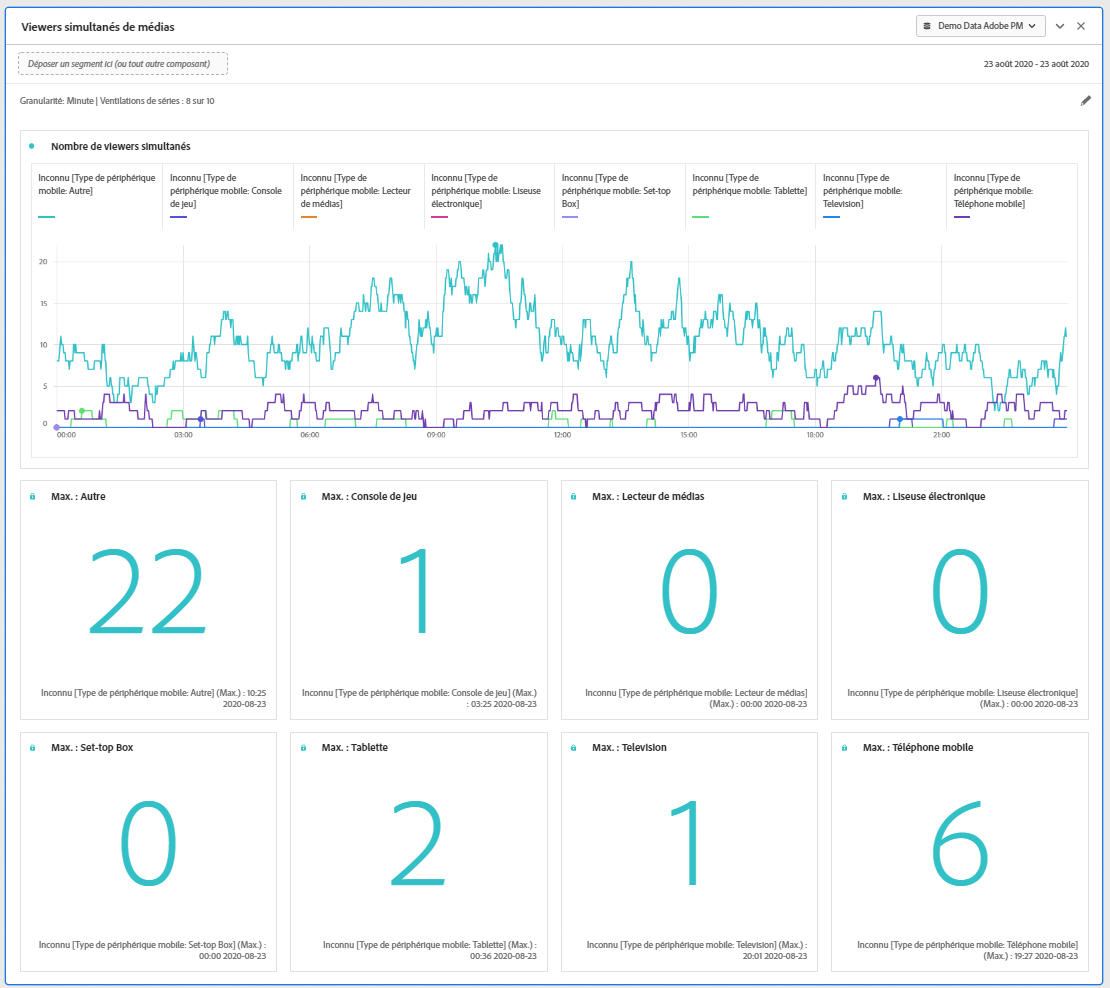 Viewers simultanés de médias
Demo Data Adobe PM
Déposer un segment ici (ou tout autre composant)
23 août 2020 - 23 août 2020
Granularité: Minute | Ventilations de séries : 8 sur 10
Nombre de viewers simultanés
Inconnu [Type de périphérique
mobile: Autre]
Inconnu [Type de
périphérique mobile: Console
de jeu]
Inconnu [Type de
périphérique mobile: Lecteur
de médias]
Inconnu [Type de
périphérique mobile: Liseuse
électronique]
Inconnu [Type de
périphérique mobile: Set-top
Box]
Inconnu [Type de
périphérique mobile: Tablette]
Inconnu [Type de
périphérique mobile:
Television]
Inconnu [Type de
périphérique mobile:
Téléphone mobile]
20
15
10
5
0
00:00
03:00
06:00
09:00
12:00
15:00
18:00
21:00
Max. : Autre
22
Inconnu [Type de périphérique mobile: Autre] (Max.) : 10:25
2020-08-23
Max. : Console de jeu
1
Inconnu [Type de périphérique mobile: Console de jeu] (Max.)
: 03:25 2020-08-23
Max. : Lecteur de médias
0
Inconnu [Type de périphérique mobile: Lecteur de médias]
(Max.) : 00:00 2020-08-23
Max. : Liseuse électronique
0
Inconnu [Type de périphérique mobile: Liseuse électronique]
(Max.) : 00:00 2020-08-23
Max. : Set-top Box
0
Inconnu [Type de périphérique mobile: Set-top Box] (Max.) :
00:00 2020-08-23
Max. : Tablette
2
Inconnu [Type de périphérique mobile: Tablette] (Max.) :
00:36 2020-08-23
Max. : Television
1
Inconnu [Type de périphérique mobile: Television] (Max.) :
20:01 2020-08-23
Max. : Téléphone mobile
6
Inconnu [Type de périphérique mobile: Téléphone mobile]
(Max.) : 19:27 2020-08-23